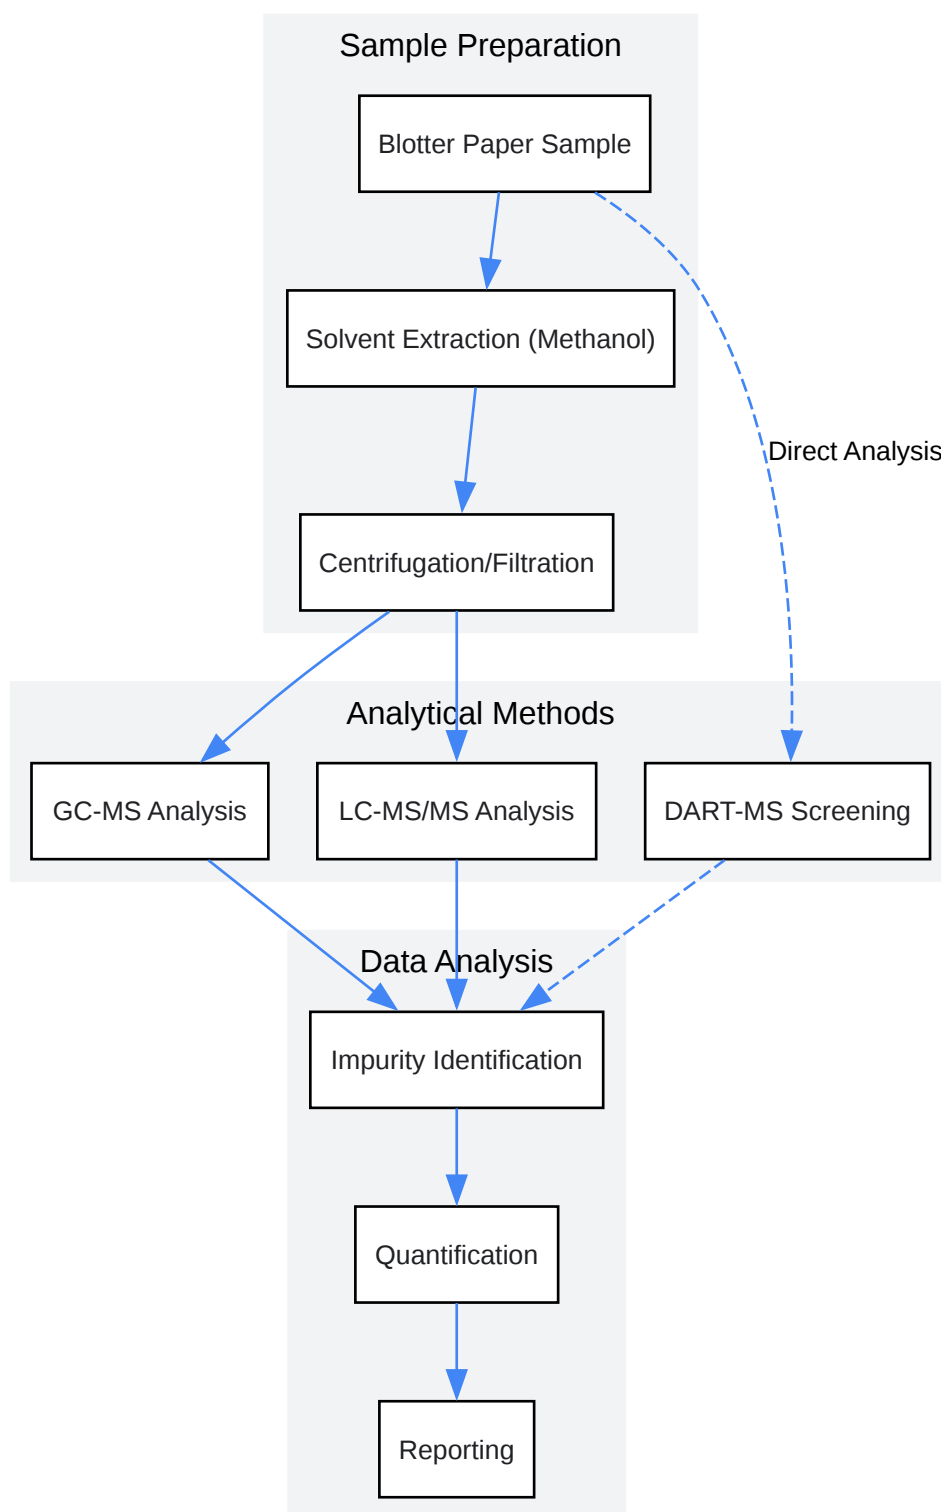 Sample Preparation
Blotter Paper Sample
Solvent Extraction (Methanol)
Direct Analysis
Centrifugation/Filtration
Analytical Methods
GC-MS Analysis
LC-MS/MS Analysis
DART-MS Screening
Data Analysis
Impurity Identification
Quantification
Reporting